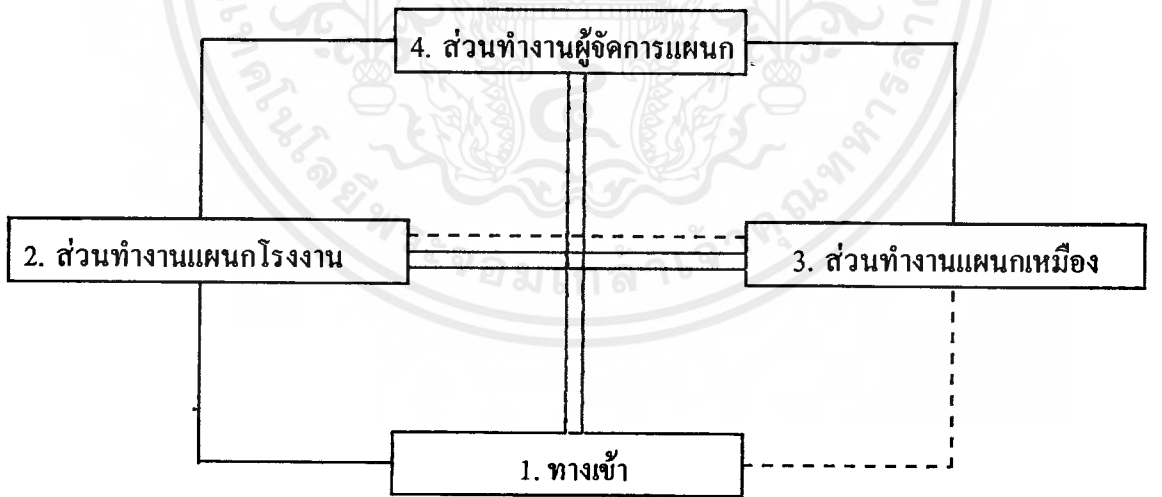 4. ส่วนทำงานผู้จัดการแผนก
2. ส่วนทำงานแผนกโรงงาน
3. ส่วนทำงานแผนกเหมือง
1. ทางเข้า